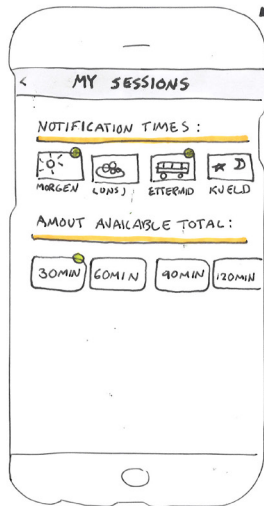 <
MY SESSIONS
NOTIFICATION TIMES:
MORGEN LUNSJ ETTERMID KVELD
AMOUT AVAILABLE TOTAL:
30MIN 60MIN 90MIN 120MIN